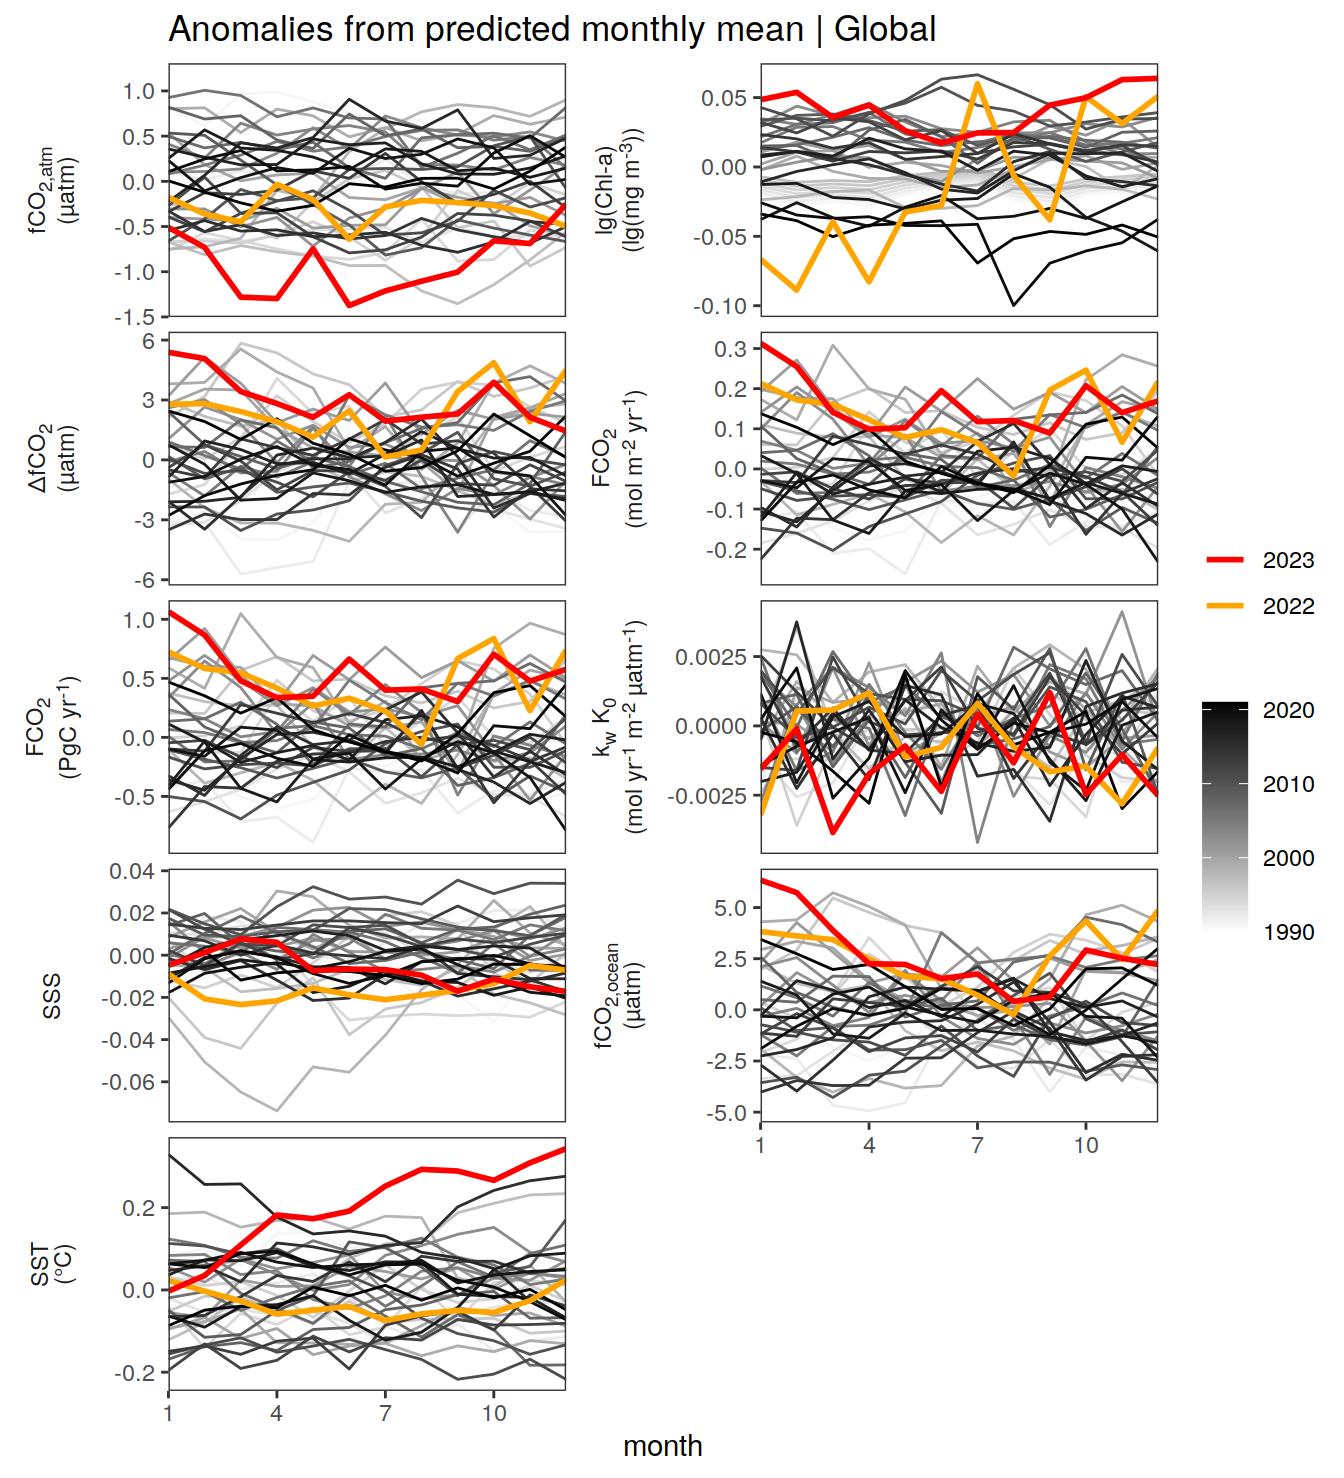 Anomalies from predicted monthly mean | Global
fCO2,atm
(µatm)
1.0
0.5
0.0
-0.5
-1.0
-1.5
lg(Chl-a)
(lg(mg m-3))
0.05
0.00
-0.05
-0.10
ΔfCO2
(µatm)
6
3
0
-3
-6
FCO2
(mol m-2 yr-1)
0.3
0.2
0.1
0.0
-0.1
-0.2
FCO2
(PgC yr-1)
1.0
0.5
0.0
-0.5
kw K0
(mol yr-1 m-2 µatm-1)
0.0025
0.0000
-0.0025
SSS
0.04
0.02
0.00
-0.02
-0.04
-0.06
fCO2,ocean
(µatm)
5.0
2.5
0.0
-2.5
-5.0
1 4 7 10
SST
(°C)
0.2
0.0
-0.2
1 4 7 10
month
2023
2022
2020
2010
2000
1990